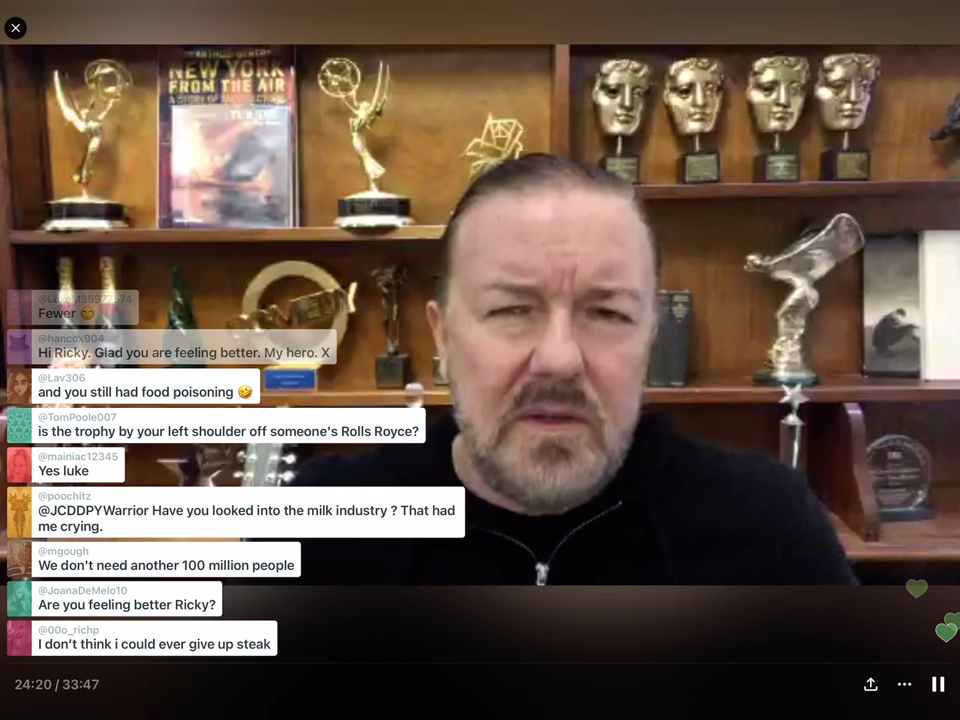 NEW YORK
FROM THE AIR
@LukeM35977574
Fewer 🤭
@hancox904
Hi Ricky. Glad you are feeling better. My hero. X
@Lav306
and you still had food poisoning 🤣
@TomPoole007
is the trophy by your left shoulder off someone's Rolls Royce?
@mainiac12345
Yes luke
@poochitz
@JCDDPYWarrior Have you looked into the milk industry ? That had
me crying.
@mgough
We don't need another 100 million people
@JoanaDeMelo10
Are you feeling better Ricky?
@00o_richp
I don’t think i could ever give up steak
24:20 / 33:47